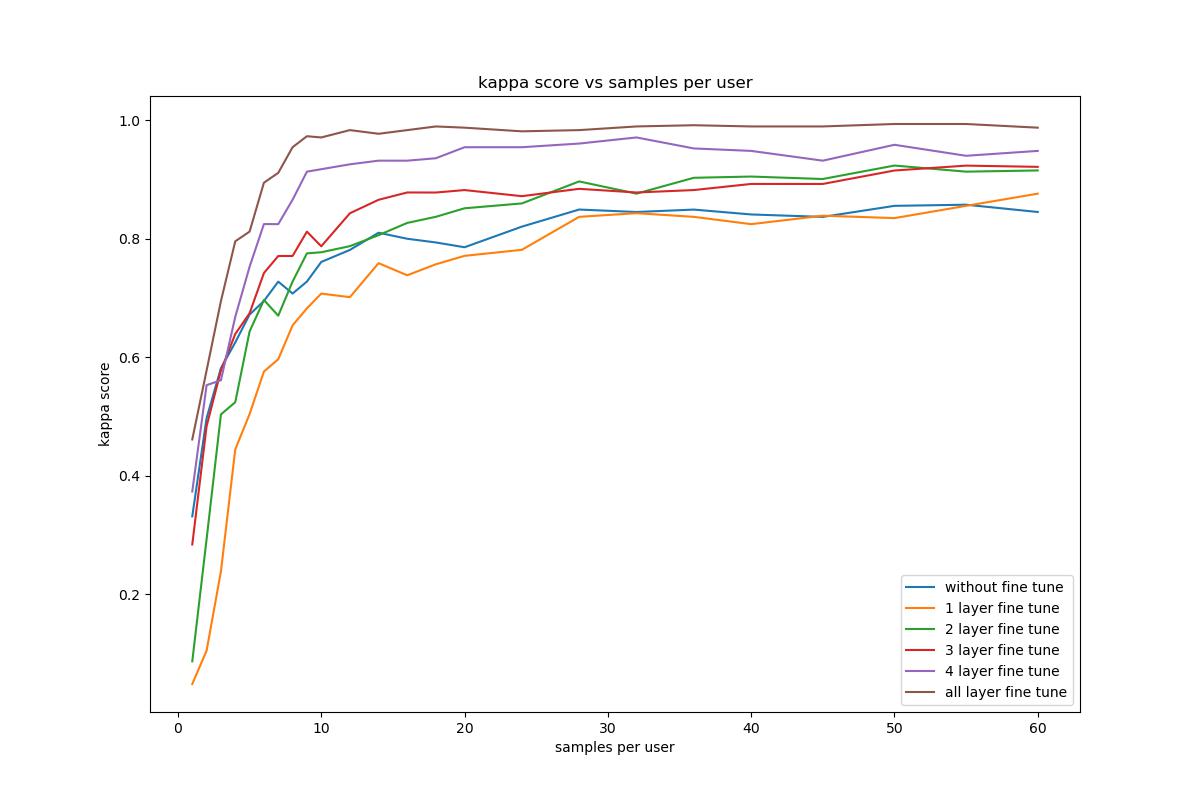 kappa score vs samples per user
1.0
0.8
0.6
0.4
0.2
kappa score
0
10
20
30
40
50
60
samples per user
without fine tune
1 layer fine tune
2 layer fine tune
3 layer fine tune
4 layer fine tune
all layer fine tune